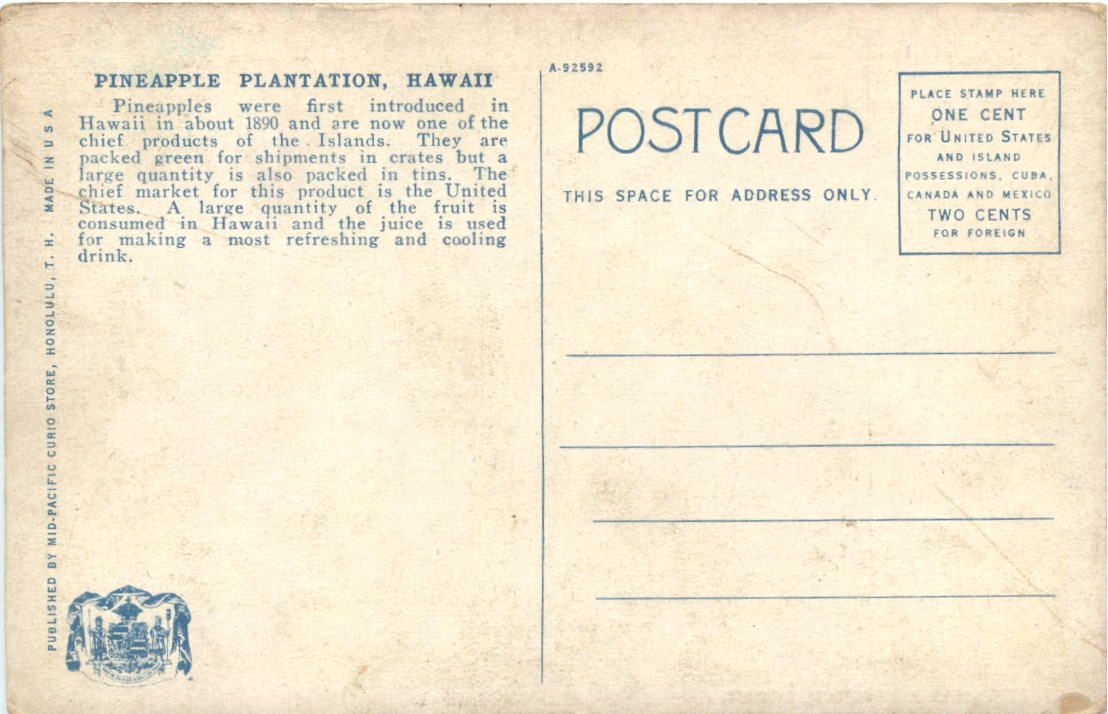 PINEAPPLE PLANTATION, HAWAII
Pineapples were first introduced in
Hawaii in about 1890 and are now one of the
chief products of the Islands. They are
packed green for shipments in crates but a
large quantity is also packed in tins. The
chief market for this product is the United
States. A large quantity of the fruit is
consumed in Hawaii and the juice is used
for making a most refreshing and cooling
drink.
PUBLISHED BY MID-PACIFIC CURIO STORE, HONOLULU, T. H. MADE IN U S A
A-92592
POSTCARD
THIS SPACE FOR ADDRESS ONLY.
PLACE STAMP HERE
ONE CENT
FOR UNITED STATES
AND ISLAND
POSSESSIONS, CUBA,
CANADA AND MEXICO
TWO CENTS
FOR FOREIGN